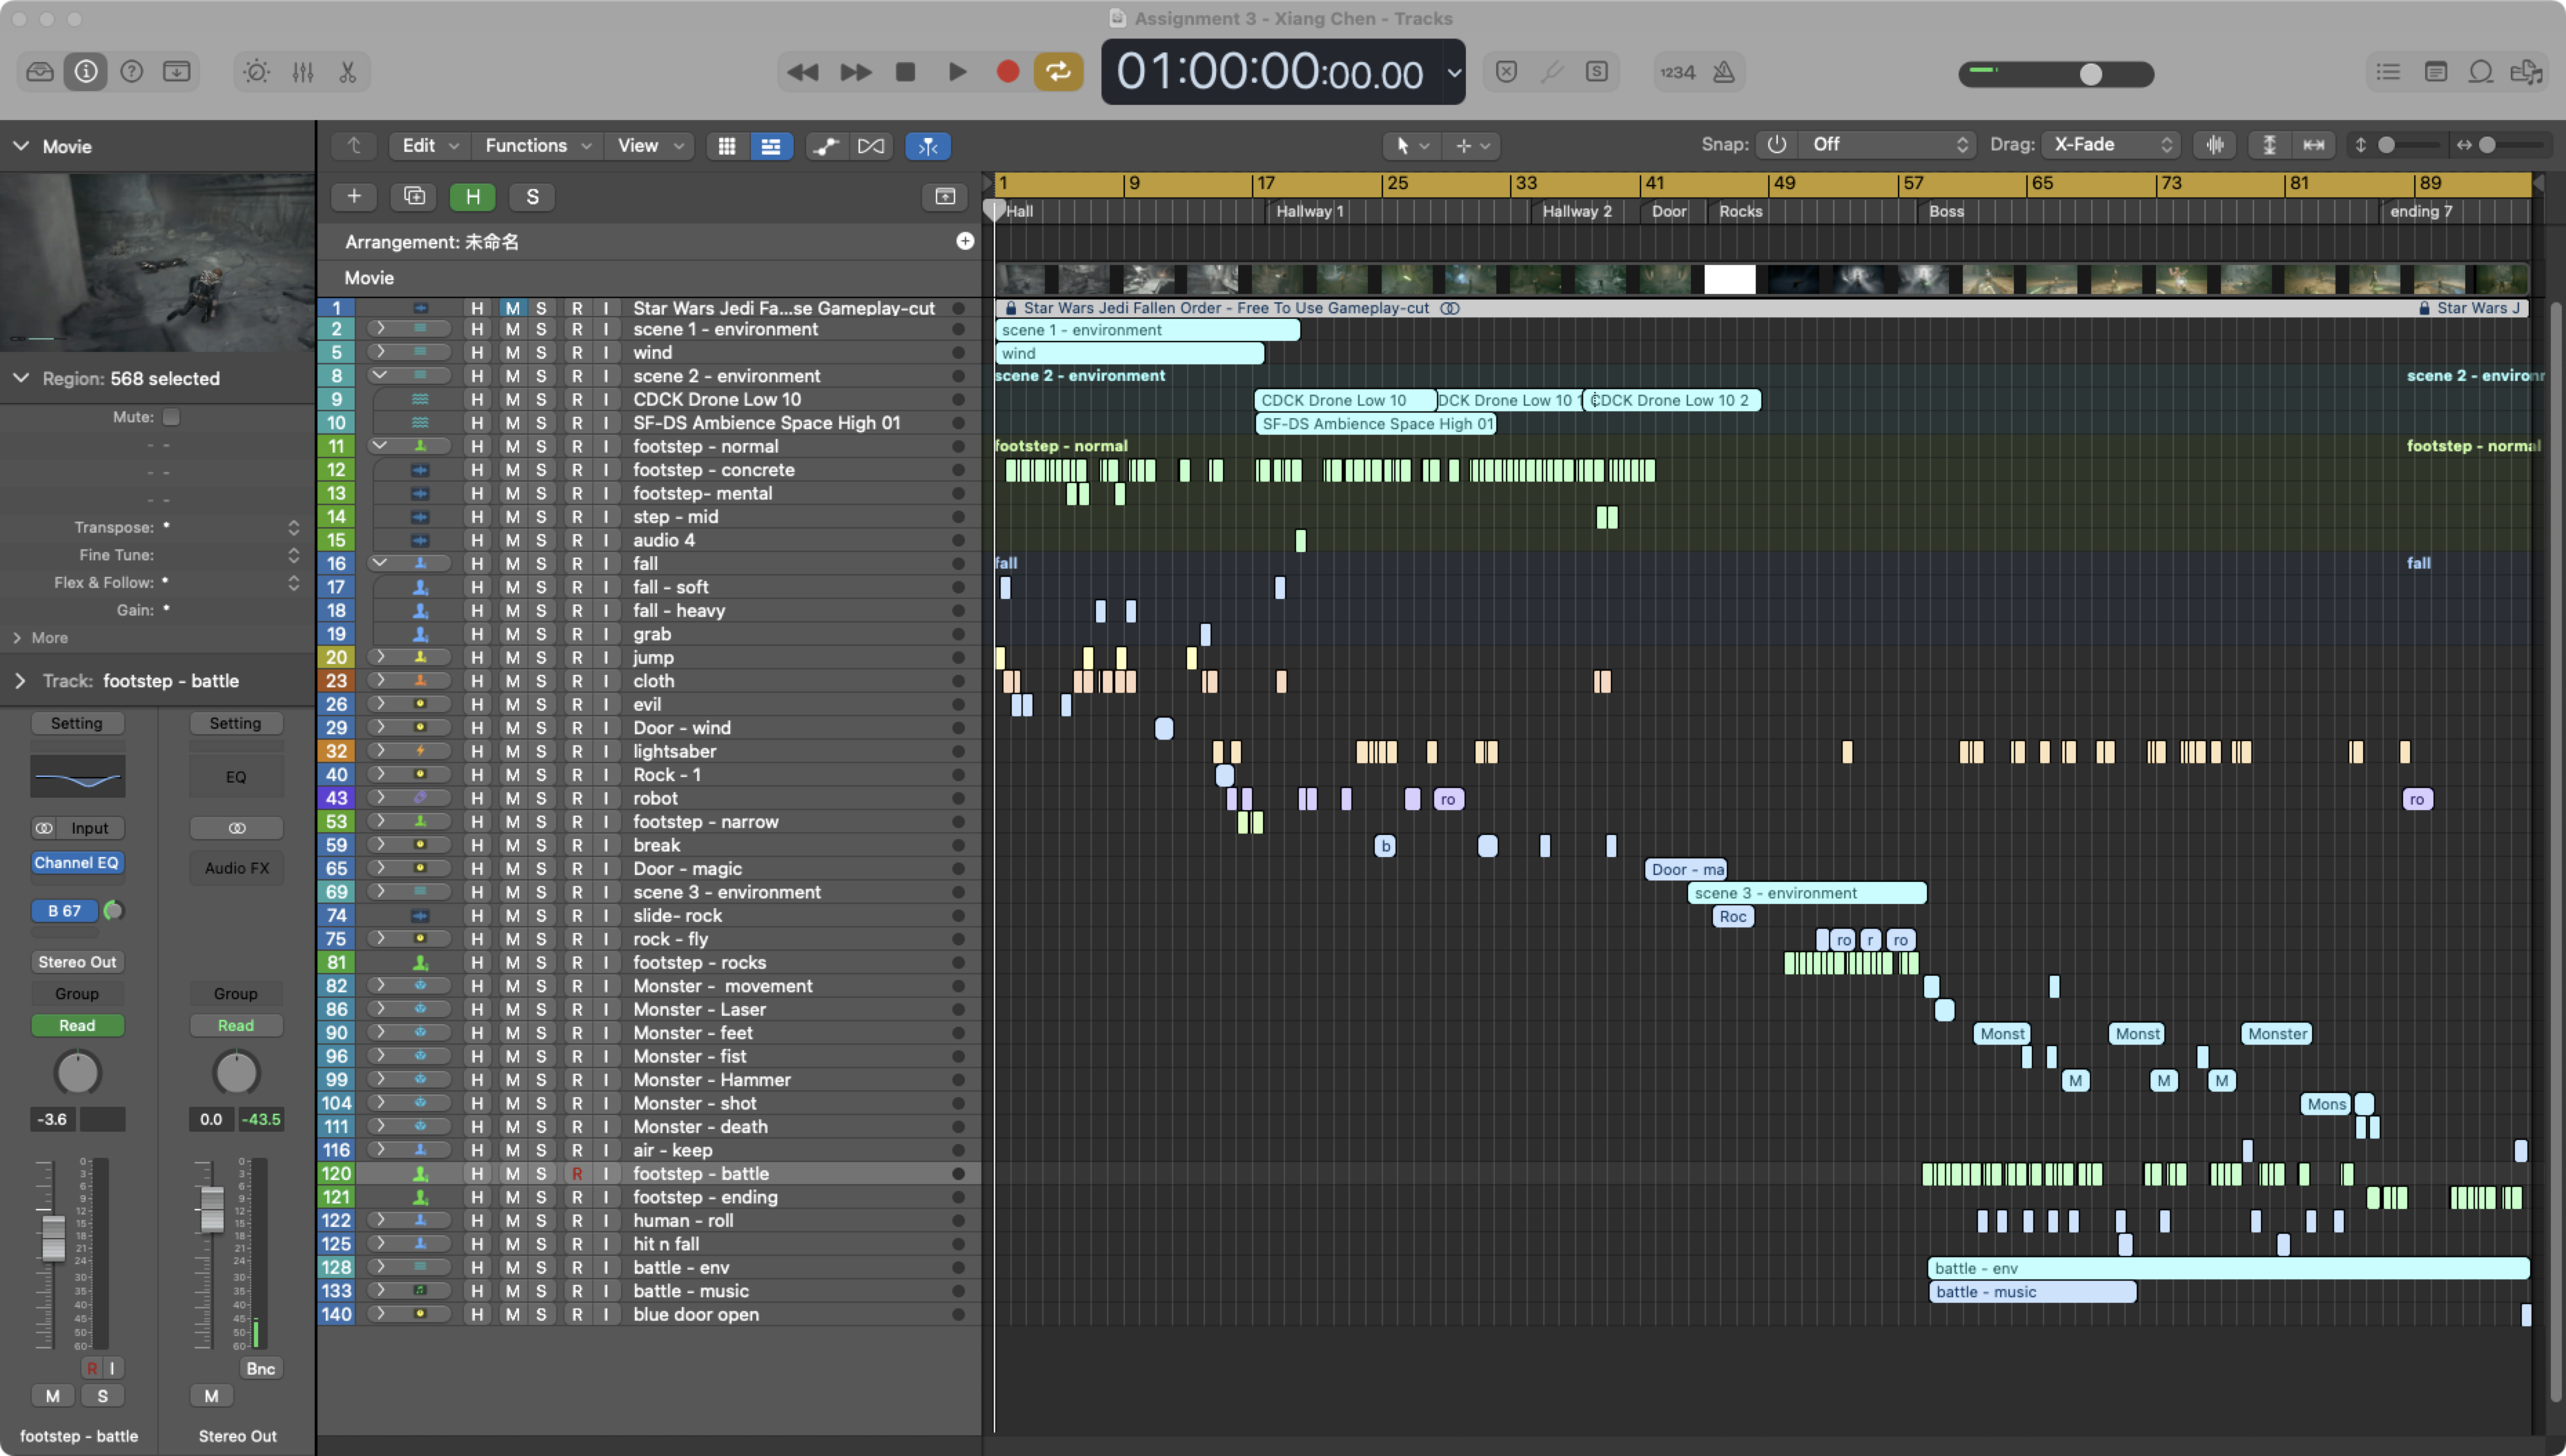 Assignment 3 - Xiang Chen - Tracks
01:00:00:00.00
1234
Movie
Edit
Functions
View
Snap: Off
Drag: X-Fade
H
S
1 9 17 25 33 41 49 57 65 73 81 89
Hall Hallway 1 Hallway 2 Door Rocks Boss ending 7
Arrangement: 未命名
Movie
Region: 568 selected
Mute:
Transpose:
Fine Tune:
Flex & Follow:
Gain:
More
Track: footstep - battle
Setting Setting
EQ
Input
Channel EQ
Audio FX
B 67
Stereo Out
Group Group
Read Read
-3.6 0.0 -43.5
R I Bnc
M S M
footstep - battle Stereo Out
1 H M S R I Star Wars Jedi Fa...se Gameplay-cut Star Wars Jedi Fallen Order - Free To Use Gameplay-cut Star Wars J
2 H M S R I scene 1 - environment scene 1 - environment
5 H M S R I wind wind
8 H M S R I scene 2 - environment scene 2 - environment scene 2 - environr
9 H M S R I CDCK Drone Low 10 CDCK Drone Low 10 DCK Drone Low 10 1 CDCK Drone Low 10 2
10 H M S R I SF-DS Ambience Space High 01 SF-DS Ambience Space High 01
11 H M S R I footstep - normal footstep - normal footstep - normal
12 H M S R I footstep - concrete
13 H M S R I footstep- mental
14 H M S R I step - mid
15 H M S R I audio 4
16 H M S R I fall fall fall
17 H M S R I fall - soft
18 H M S R I fall - heavy
19 H M S R I grab
20 H M S R I jump
23 H M S R I cloth
26 H M S R I evil
29 H M S R I Door - wind
32 H M S R I lightsaber
40 H M S R I Rock - 1
43 H M S R I robot ro ro
53 H M S R I footstep - narrow
59 H M S R I break b
65 H M S R I Door - magic Door - ma
69 H M S R I scene 3 - environment scene 3 - environment
74 H M S R I slide- rock Roc
75 H M S R I rock - fly ro r ro
81 H M S R I footstep - rocks
82 H M S R I Monster -  movement
86 H M S R I Monster - Laser
90 H M S R I Monster - feet Monst Monst Monster
96 H M S R I Monster - fist
99 H M S R I Monster - Hammer M M M
104 H M S R I Monster - shot Mons
111 H M S R I Monster - death
116 H M S R I air - keep
120 H M S R I footstep - battle
121 H M S R I footstep - ending
122 H M S R I human - roll
125 H M S R I hit n fall
128 H M S R I battle - env battle - env
133 H M S R I battle - music battle - music
140 H M S R I blue door open